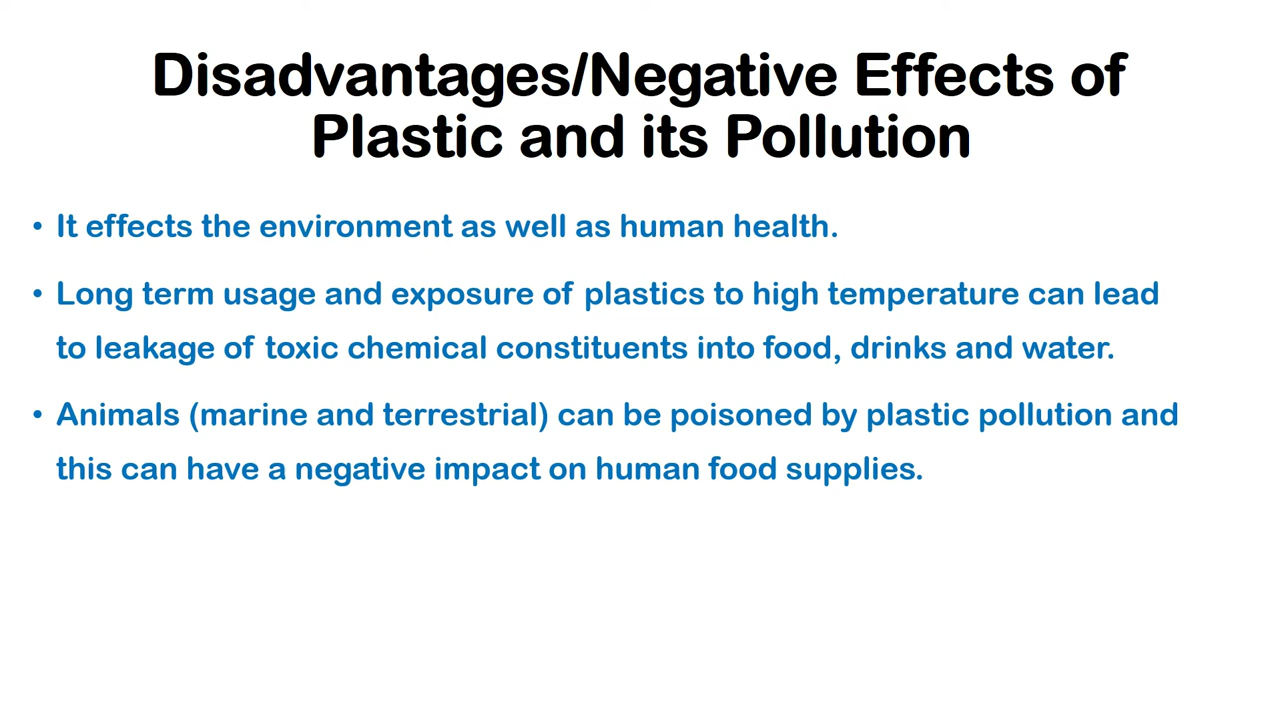 Disadvantages/Negative Effects of
Plastic and its Pollution
• It effects the environment as well as human health.
• Long term usage and exposure of plastics to high temperature can lead
to leakage of toxic chemical constituents into food, drinks and water.
• Animals (marine and terrestrial) can be poisoned by plastic pollution and
this can have a negative impact on human food supplies.